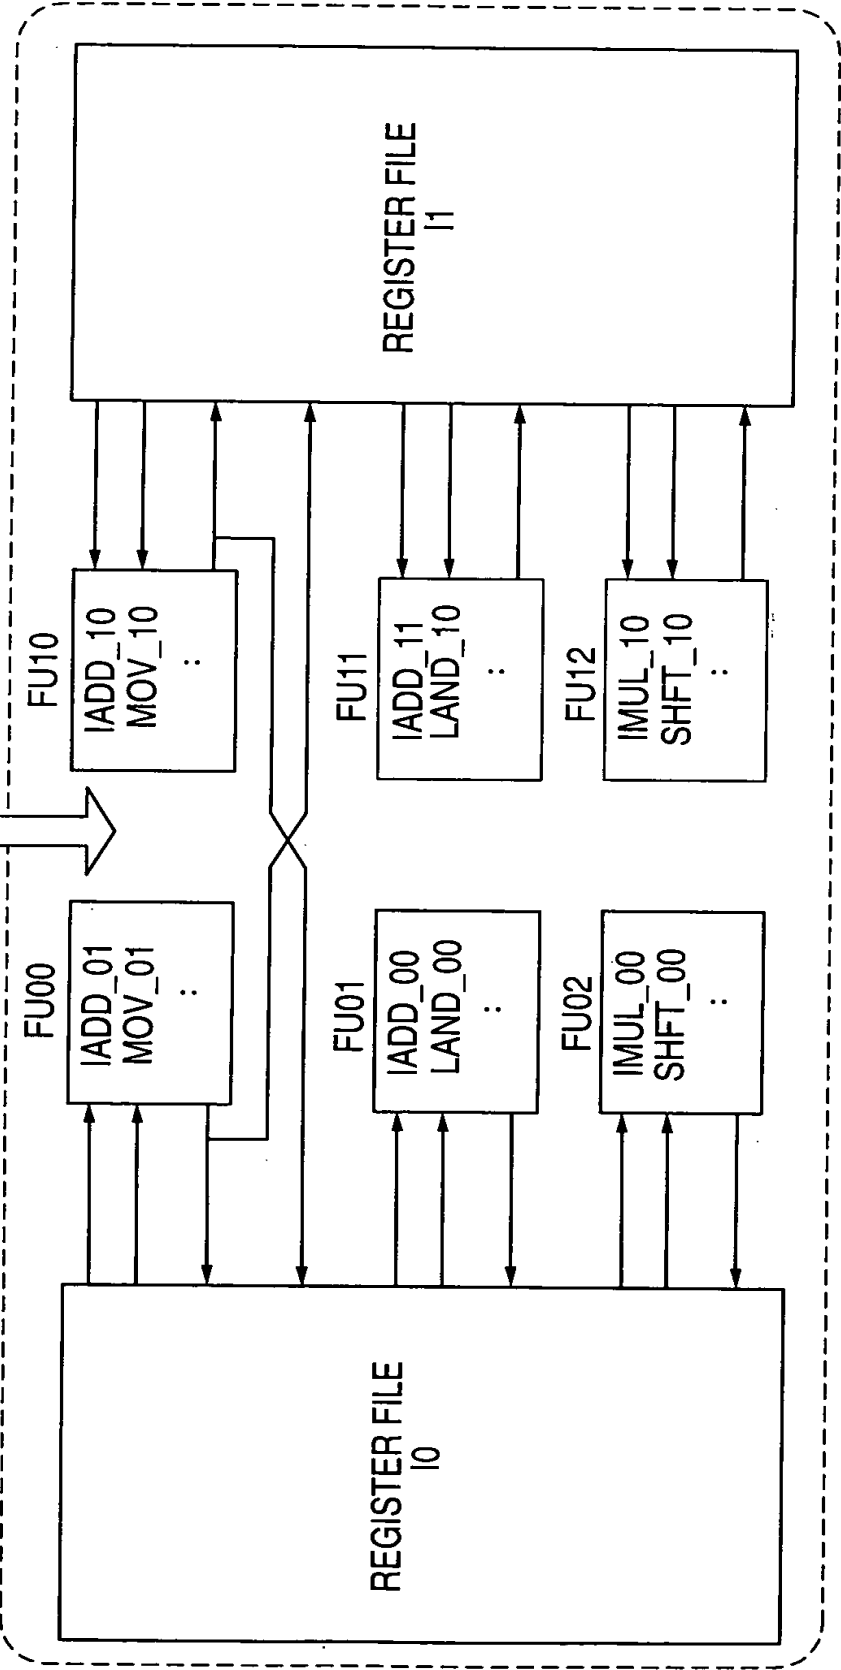 REGISTER FILE
I0
FU00
IADD_01
MOV_01
:
FU10
IADD_10
MOV_10
:
FU01
IADD_00
LAND_00
:
FU11
IADD_11
LAND_10
:
FU02
IMUL_00
SHFT_00
:
FU12
IMUL_10
SHFT_10
:
REGISTER FILE
I1